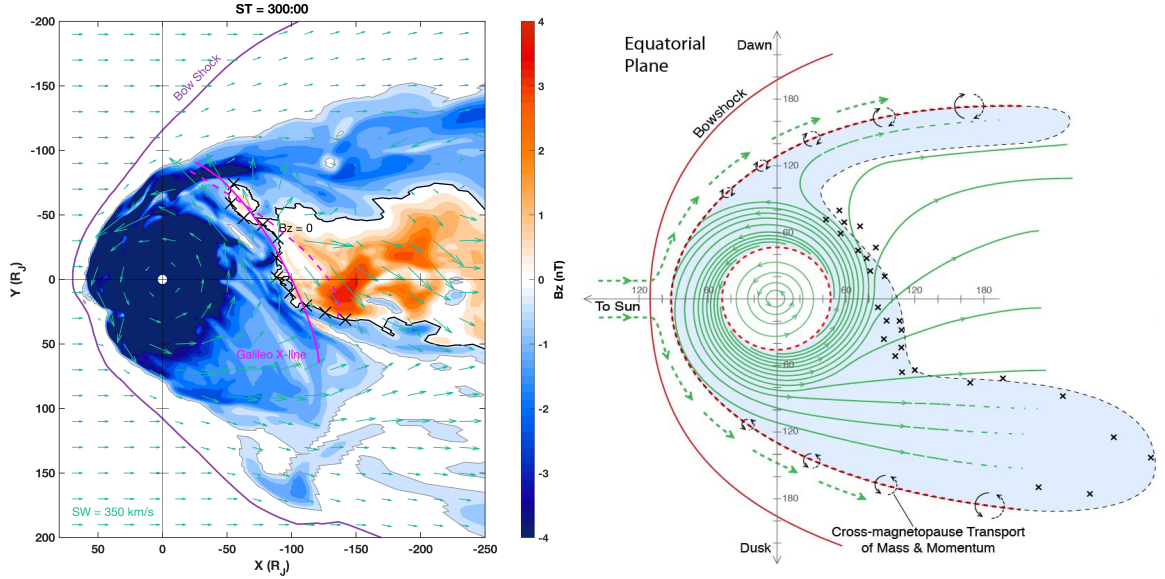 ST = 300:00
-200
-150
-100
-50
0
50
100
150
200
Y (R_J)
50
0
-50
-100
-150
-200
-250
X (R_J)
Bow Shock
Bz = 0
Galileo X-line
SW = 350 km/s
4
3
2
1
0
-1
-2
-3
-4
Bz (nT)
Equatorial
Plane
Dawn
Bowshock
180
120
60
120
60
60
120
180
To Sun
60
120
180
Dusk
Cross-magnetopause Transport
of Mass & Momentum